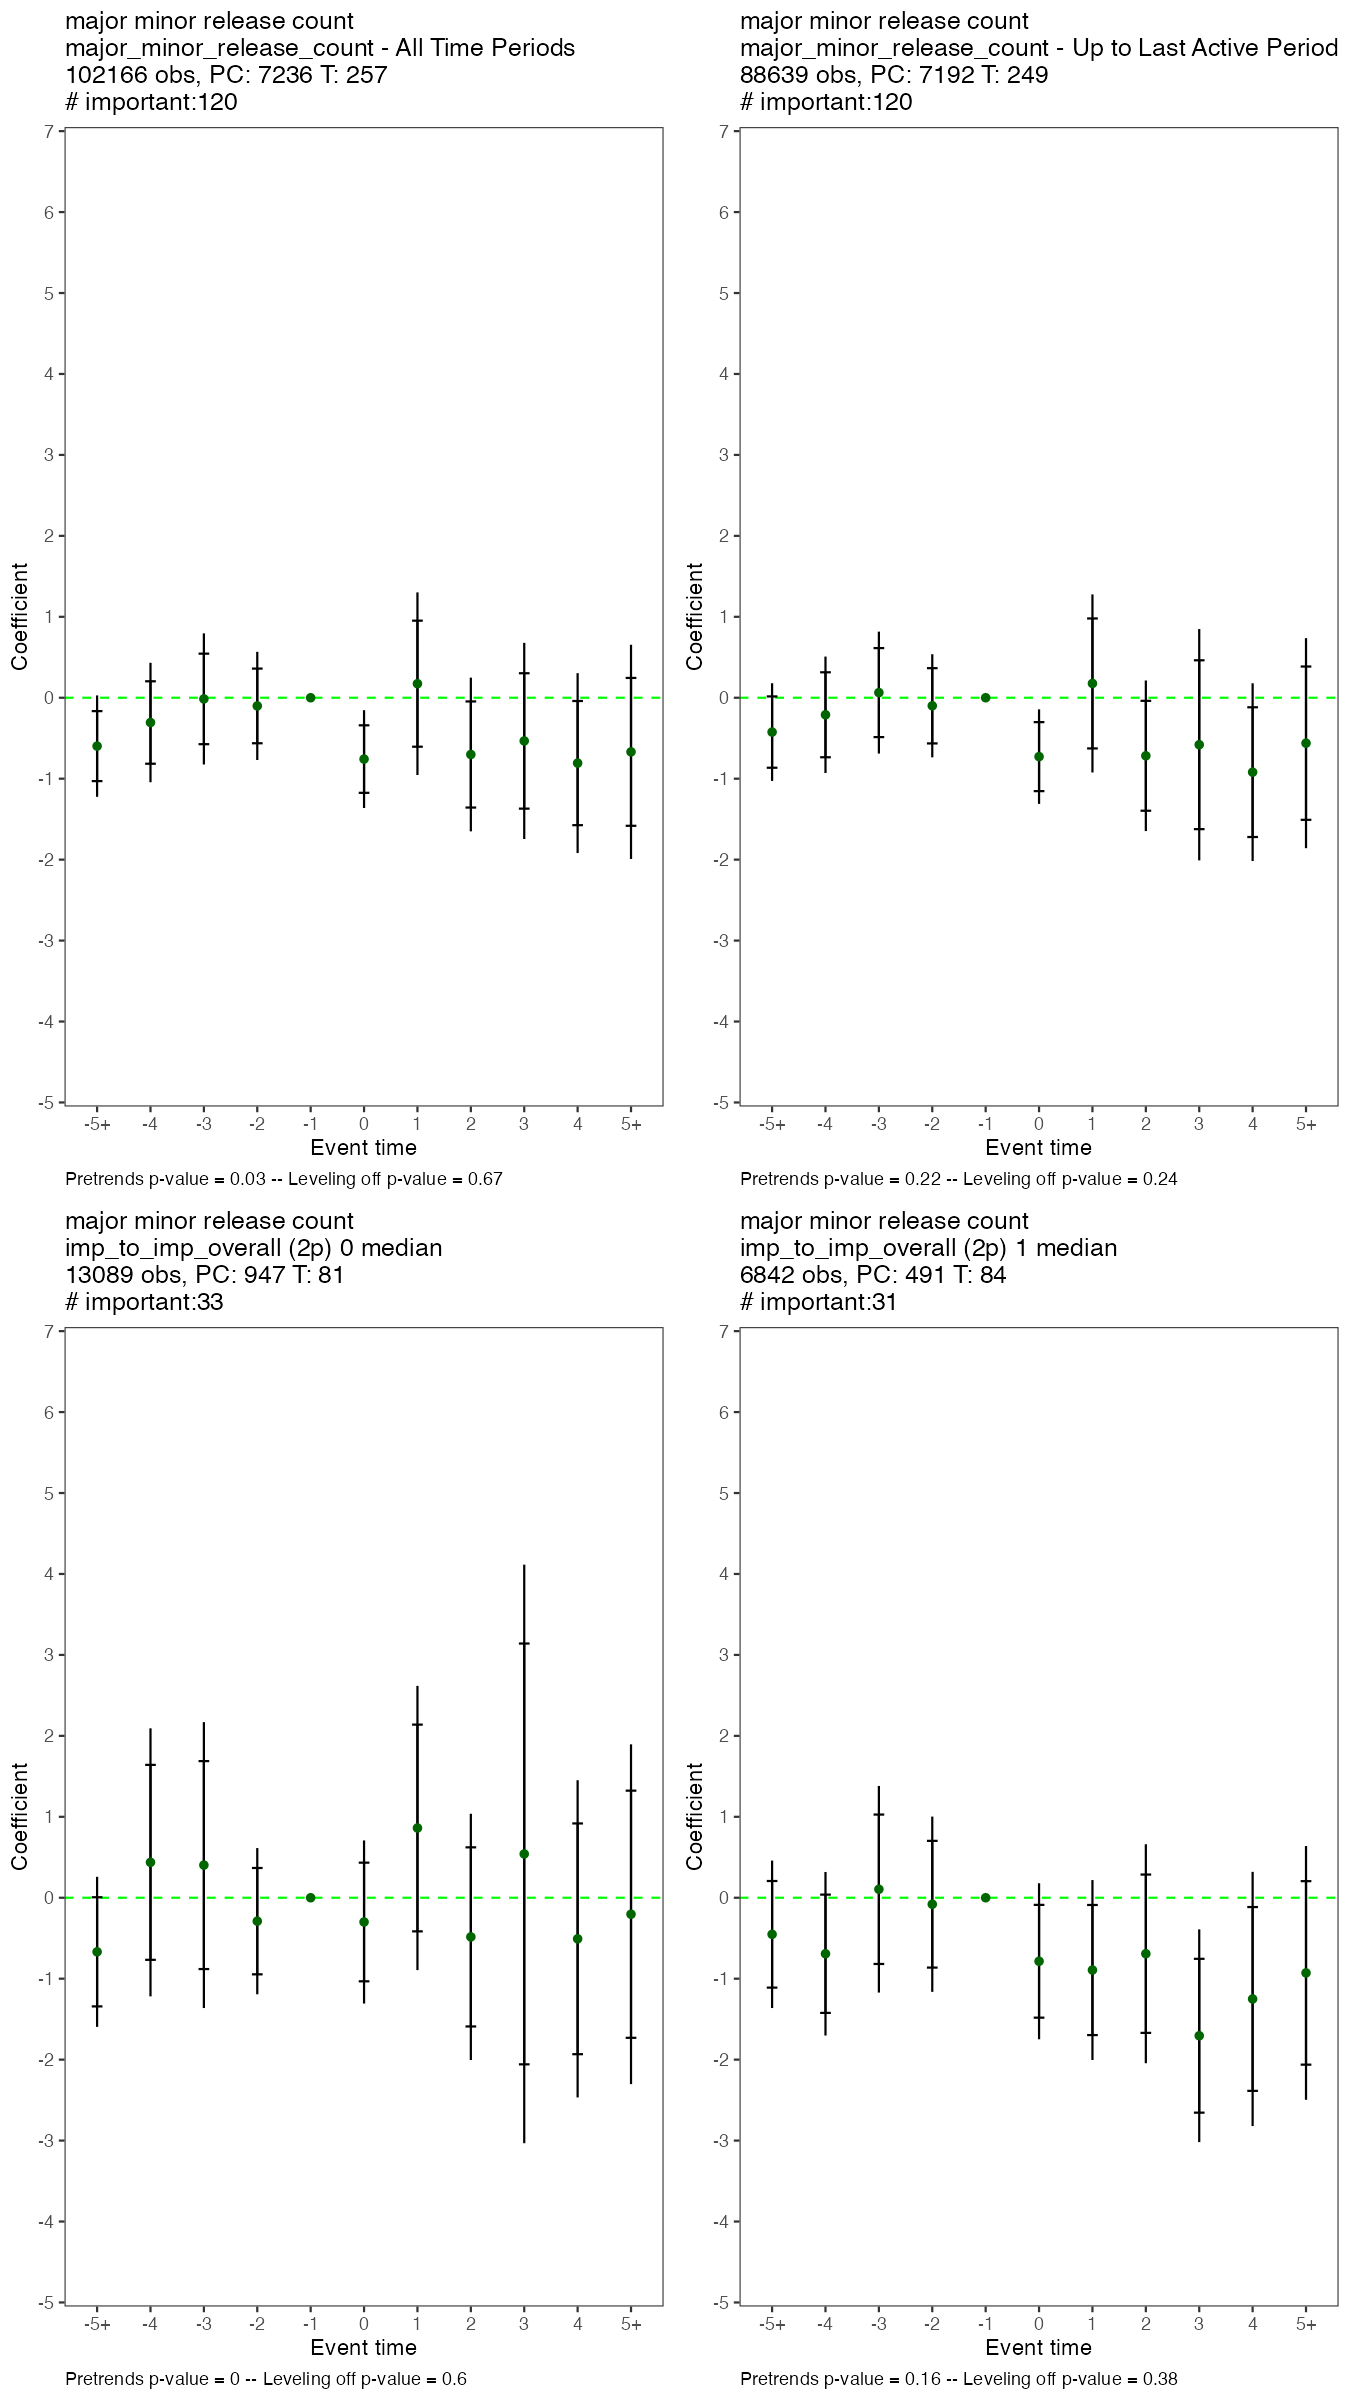 major minor release count
major_minor_release_count - All Time Periods
102166 obs, PC: 7236 T: 257
# important:120
7
6
5
4
3
2
1
0
-1
-2
-3
-4
-5
Coefficient
-5+ -4 -3 -2 -1 0 1 2 3 4 5+
Event time
Pretrends p-value = 0.03 -- Leveling off p-value = 0.67
major minor release count
major_minor_release_count - Up to Last Active Period
88639 obs, PC: 7192 T: 249
# important:120
7
6
5
4
3
2
1
0
-1
-2
-3
-4
-5
Coefficient
-5+ -4 -3 -2 -1 0 1 2 3 4 5+
Event time
Pretrends p-value = 0.22 -- Leveling off p-value = 0.24
major minor release count
imp_to_imp_overall (2p) 0 median
13089 obs, PC: 947 T: 81
# important:33
7
6
5
4
3
2
1
0
-1
-2
-3
-4
-5
Coefficient
-5+ -4 -3 -2 -1 0 1 2 3 4 5+
Event time
Pretrends p-value = 0 -- Leveling off p-value = 0.6
major minor release count
imp_to_imp_overall (2p) 1 median
6842 obs, PC: 491 T: 84
# important:31
7
6
5
4
3
2
1
0
-1
-2
-3
-4
-5
Coefficient
-5+ -4 -3 -2 -1 0 1 2 3 4 5+
Event time
Pretrends p-value = 0.16 -- Leveling off p-value = 0.38